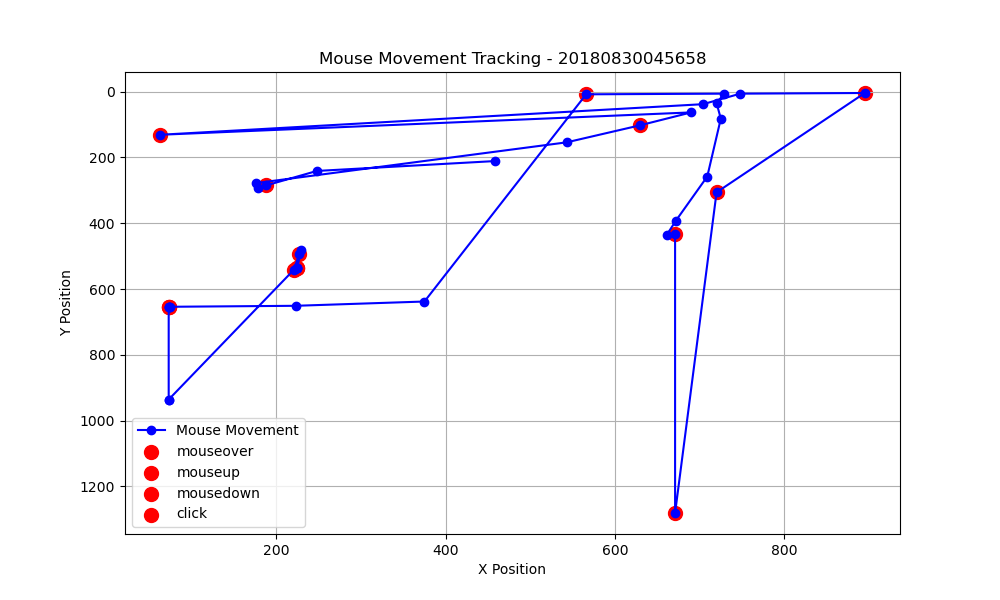 Mouse Movement Tracking - 20180830045658
Y Position
0
200
400
600
800
1000
1200
Mouse Movement
mouseover
mouseup
mousedown
click
200
400
600
800
X Position